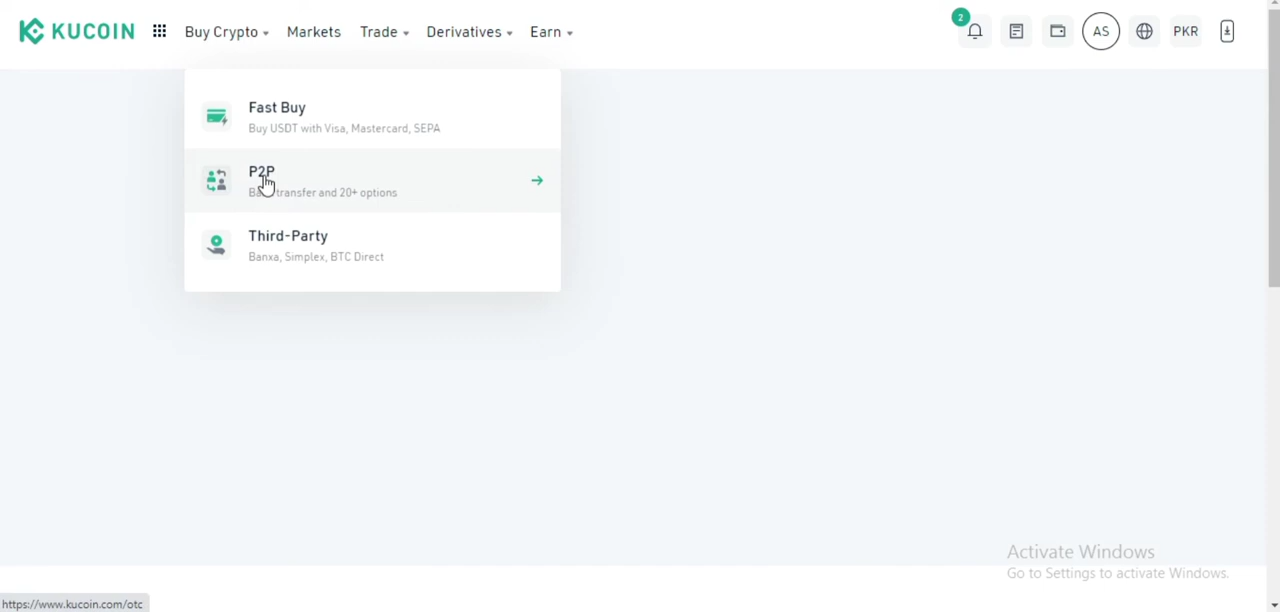 KUCOIN
Buy Crypto
Markets
Trade
Derivatives
Earn
2
AS
PKR
Fast Buy
Buy USDT with Visa, Mastercard, SEPA
P2P
transfer and 20+ options
Third-Party
Banxa, Simplex, BTC Direct
Activate Windows
Go to Settings to activate Windows.
https://www.kucoin.com/otc